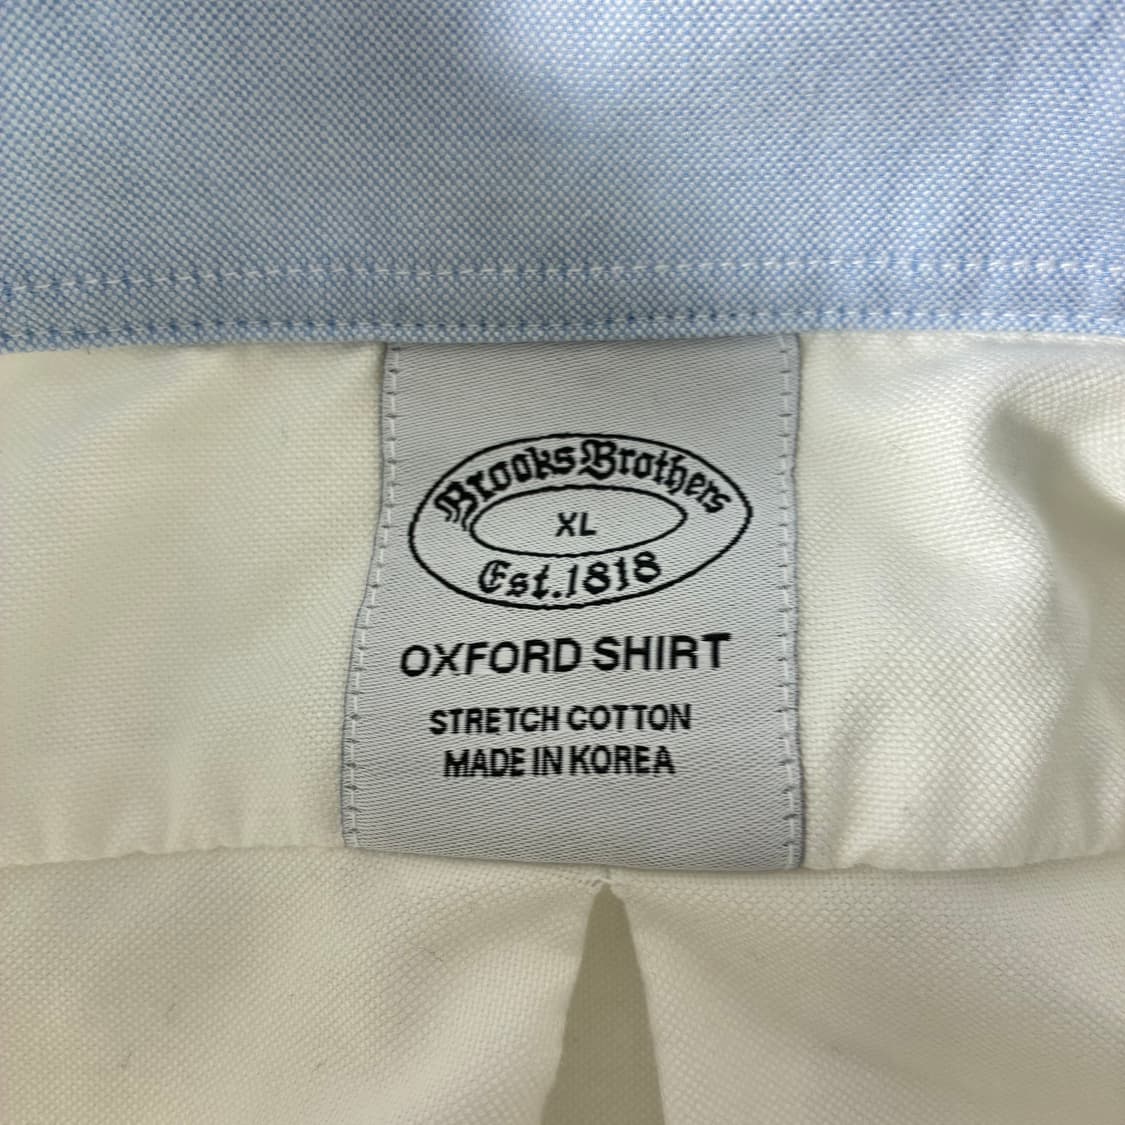 Brooks Brothers
XL
Est. 1818
OXFORD SHIRT
STRETCH COTTON
MADE IN KOREA